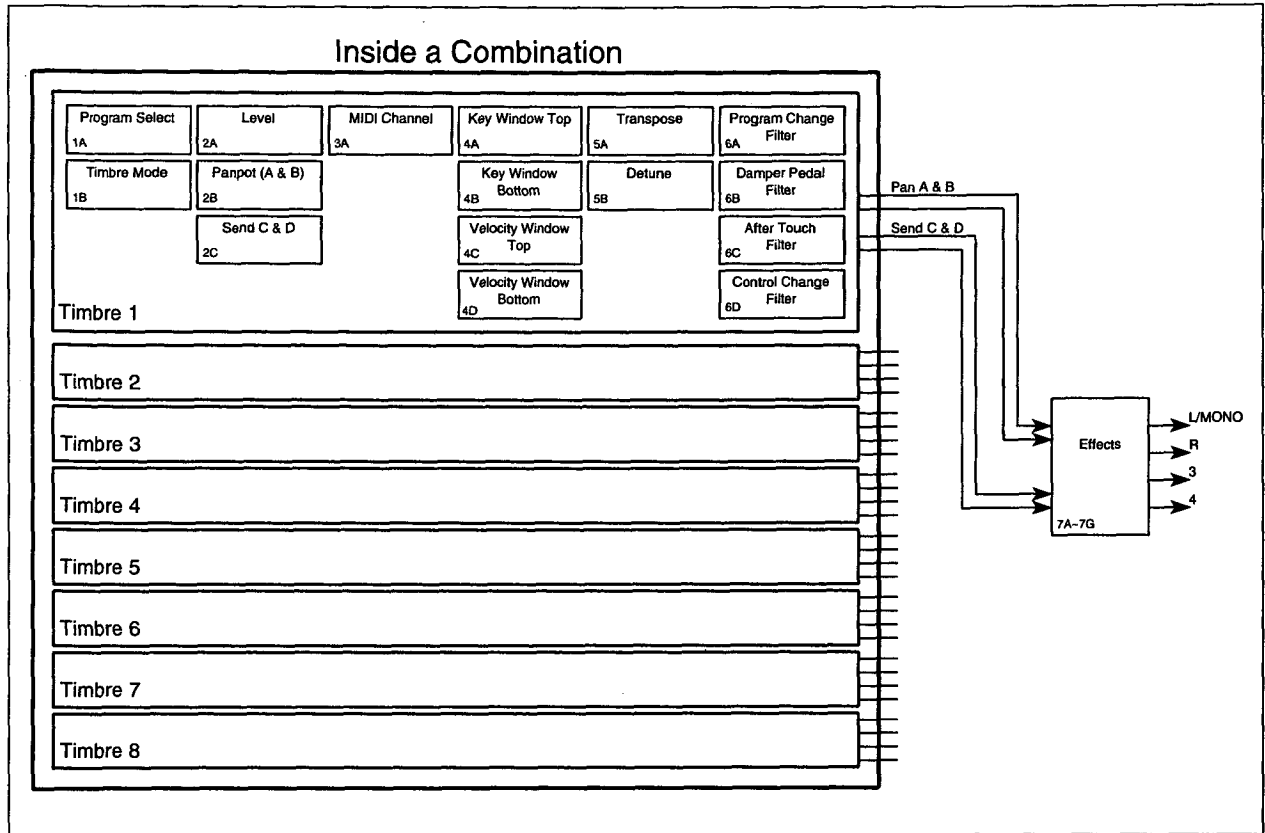 Inside a Combination
Program Select
1A
Level
2A
MIDI Channel
3A
Key Window Top
4A
Transpose
5A
Program Change
Filter
6A
Timbre Mode
1B
Panpot (A & B)
2B
Key Window
Bottom
4B
Detune
5B
Damper Pedal
Filter
6B
Send C & D
2C
Velocity Window
Top
4C
After Touch
Filter
6C
Velocity Window
Bottom
4D
Control Change
Filter
6D
Timbre 1
Pan A & B
Send C & D
Timbre 2
Timbre 3
Timbre 4
Timbre 5
Timbre 6
Timbre 7
Timbre 8
Effects
7A~7G
L/MONO
R
3
4